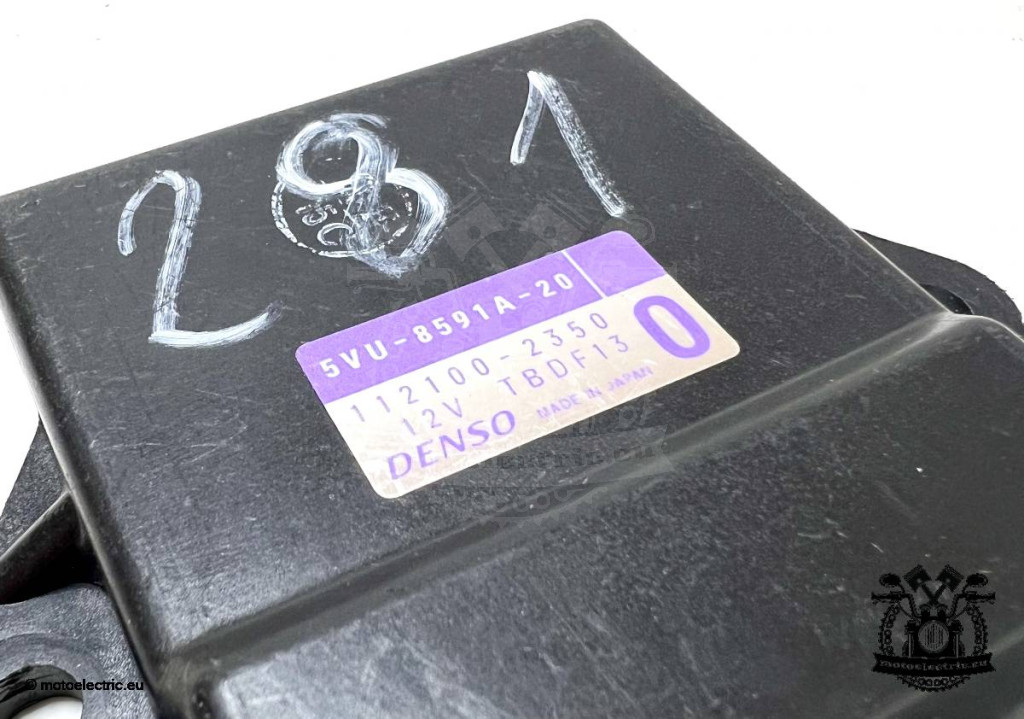 281
5VU-8591A-20
112100-2350
12V TBDF13
0
DENSO MADE IN JAPAN
motoelectric.eu
© motoelectric.eu